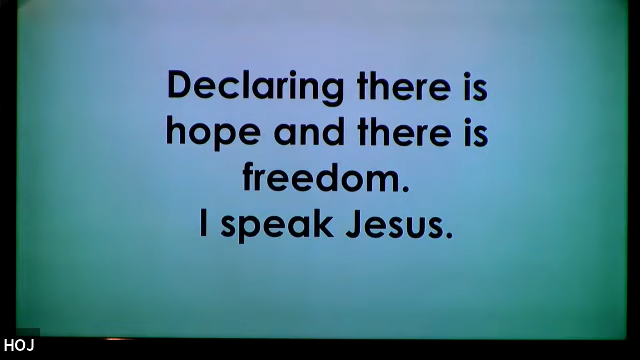 Declaring there is
hope and there is
freedom.
I speak Jesus.
HOJ